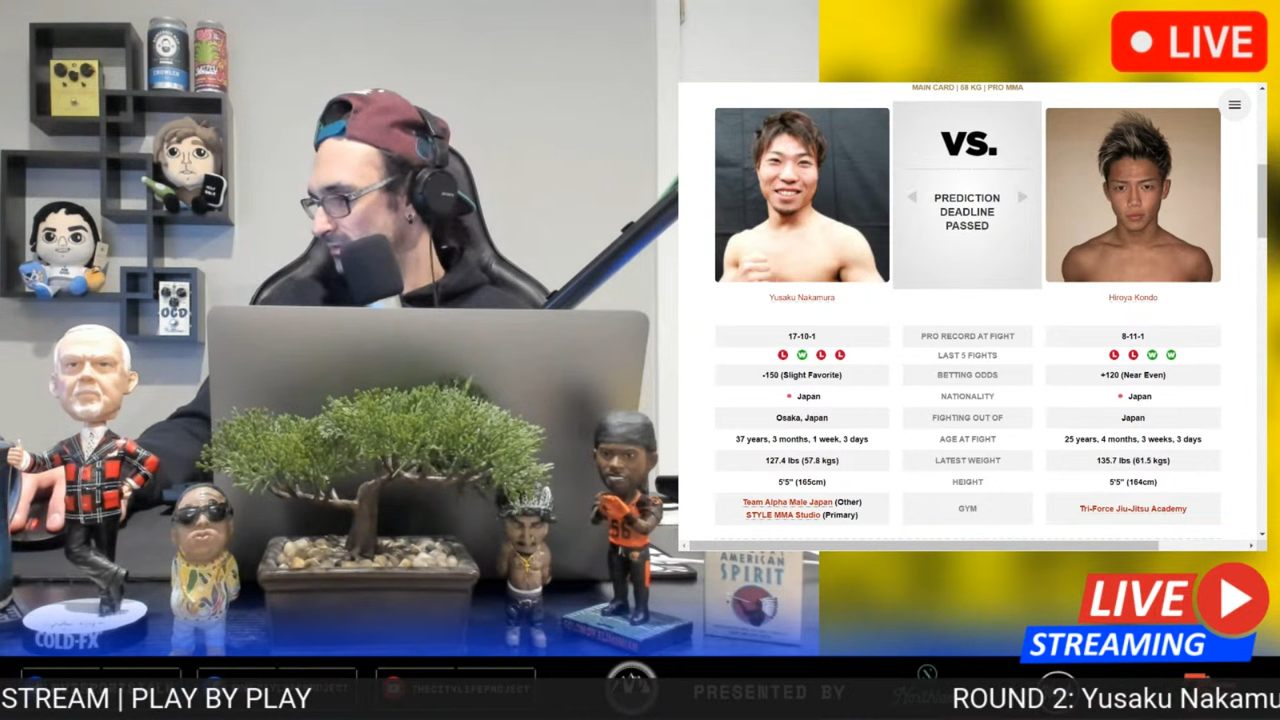 LIVE
MAIN CARD | 58 KG | PRO MMA
VS.
PREDICTION
DEADLINE
PASSED
Yusaku Nakamura
Hiroya Kondo
17-10-1 PRO RECORD AT FIGHT 8-11-1
L W L L LAST 5 FIGHTS L L W W
-150 (Slight Favorite) BETTING ODDS +120 (Near Even)
Japan NATIONALITY Japan
Osaka, Japan FIGHTING OUT OF Japan
37 years, 3 months, 1 week, 3 days AGE AT FIGHT 25 years, 4 months, 3 weeks, 3 days
127.4 lbs (57.8 kgs) LATEST WEIGHT 135.7 lbs (61.5 kgs)
5'5" (165cm) HEIGHT 5'5" (164cm)
Team Alpha Male Japan (Other)
STYLE MMA Studio (Primary)
GYM
Tri-Force Jiu-Jitsu Academy
CROWLER
OCD
COLD-FX
AMERICAN
SPIRIT
LIVE
STREAMING
THECITYLIFEPROJECT
PRESENTED BY
STREAM | PLAY BY PLAY
ROUND 2: Yusaku Nakamu